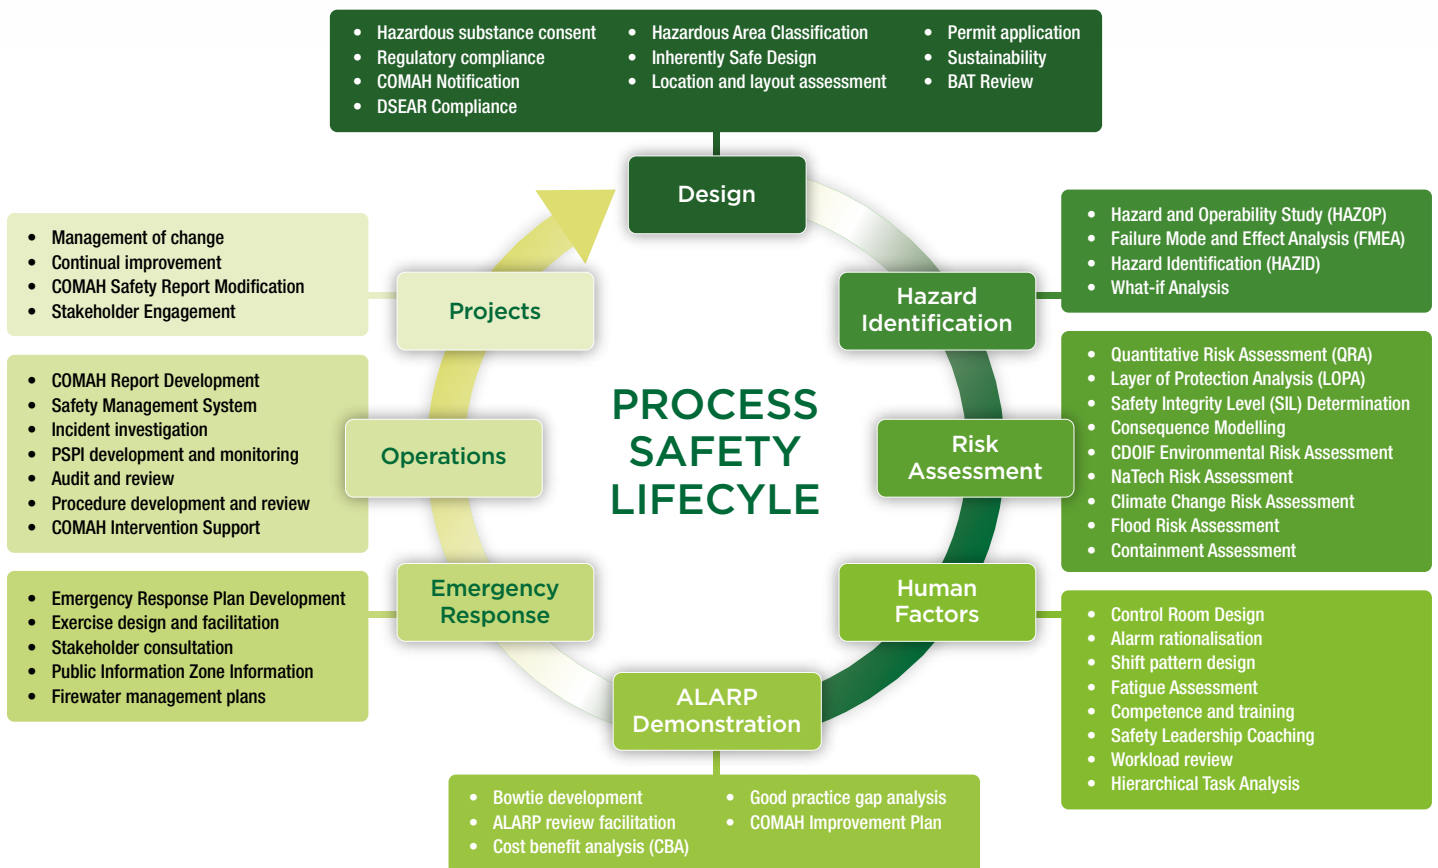 • Hazardous substance consent
• Regulatory compliance
• COMAH Notification
• DSEAR Compliance
• Hazardous Area Classification
• Inherently Safe Design
• Location and layout assessment
• Permit application
• Sustainability
• BAT Review
Design
• Hazard and Operability Study (HAZOP)
• Failure Mode and Effect Analysis (FMEA)
• Hazard Identification (HAZID)
• What-if Analysis
Hazard
Identification
• Quantitative Risk Assessment (QRA)
• Layer of Protection Analysis (LOPA)
• Safety Integrity Level (SIL) Determination
• Consequence Modelling
• CDOIF Environmental Risk Assessment
• NaTech Risk Assessment
• Climate Change Risk Assessment
• Flood Risk Assessment
• Containment Assessment
Risk
Assessment
• Control Room Design
• Alarm rationalisation
• Shift pattern design
• Fatigue Assessment
• Competence and training
• Safety Leadership Coaching
• Workload review
• Hierarchical Task Analysis
Human
Factors
ALARP
Demonstration
• Bowtie development
• ALARP review facilitation
• Cost benefit analysis (CBA)
• Good practice gap analysis
• COMAH Improvement Plan
Emergency
Response
• Emergency Response Plan Development
• Exercise design and facilitation
• Stakeholder consultation
• Public Information Zone Information
• Firewater management plans
Operations
• COMAH Report Development
• Safety Management System
• Incident investigation
• PSPI development and monitoring
• Audit and review
• Procedure development and review
• COMAH Intervention Support
Projects
• Management of change
• Continual improvement
• COMAH Safety Report Modification
• Stakeholder Engagement
PROCESS
SAFETY
LIFECYLE